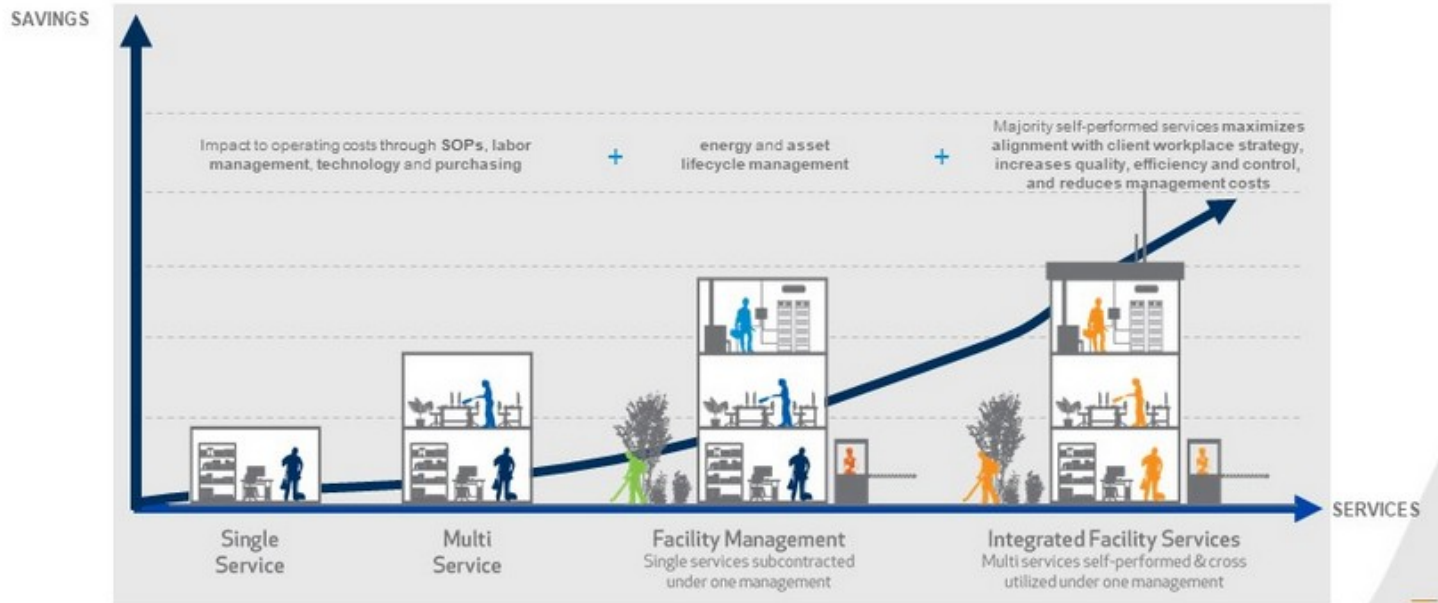 SAVINGS
Impact to operating costs through SOPs, labor
management, technology and purchasing
+
energy and asset
lifecycle management
+
Majority self-performed services maximizes
alignment with client workplace strategy,
increases quality, efficiency and control,
and reduces management costs
SERVICES
Single
Service
Multi
Service
Facility Management
Single services subcontracted
under one management
Integrated Facility Services
Multi services self-performed & cross
utilized under one management